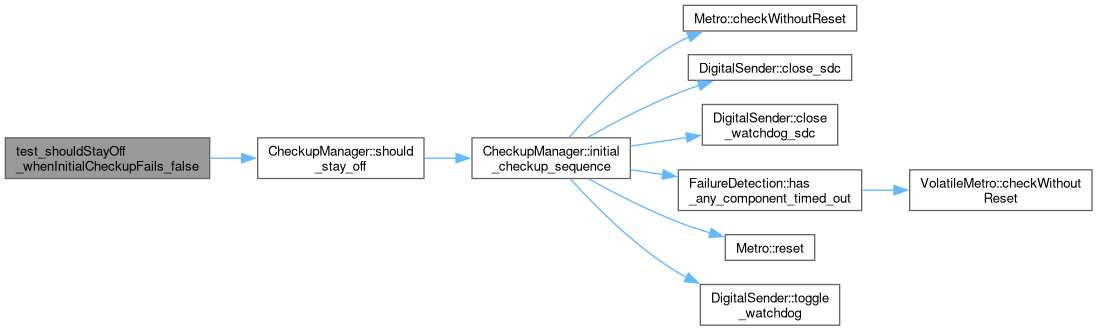 test_shouldStayOff
_whenInitialCheckupFails_false
CheckupManager::should
_stay_off
CheckupManager::initial
_checkup_sequence
Metro::checkWithoutReset
DigitalSender::close_sdc
DigitalSender::close
_watchdog_sdc
FailureDetection::has
_any_component_timed_out
VolatileMetro::checkWithout
Reset
Metro::reset
DigitalSender::toggle
_watchdog